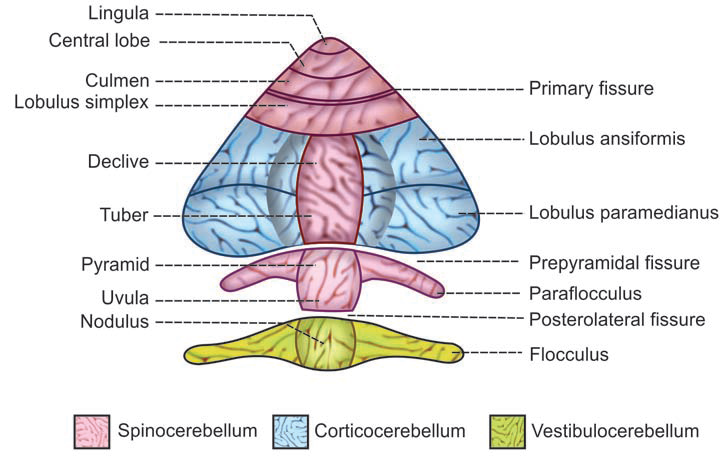 Lingula
Central lobe
Culmen
Lobulus simplex
Declive
Tuber
Pyramid
Uvula
Nodulus
Primary fissure
Lobulus ansiformis
Lobulus paramedianus
Prepyramidal fissure
Paraflocculus
Posterolateral fissure
Flocculus
Spinocerebellum
Corticocerebellum
Vestibulocerebellum